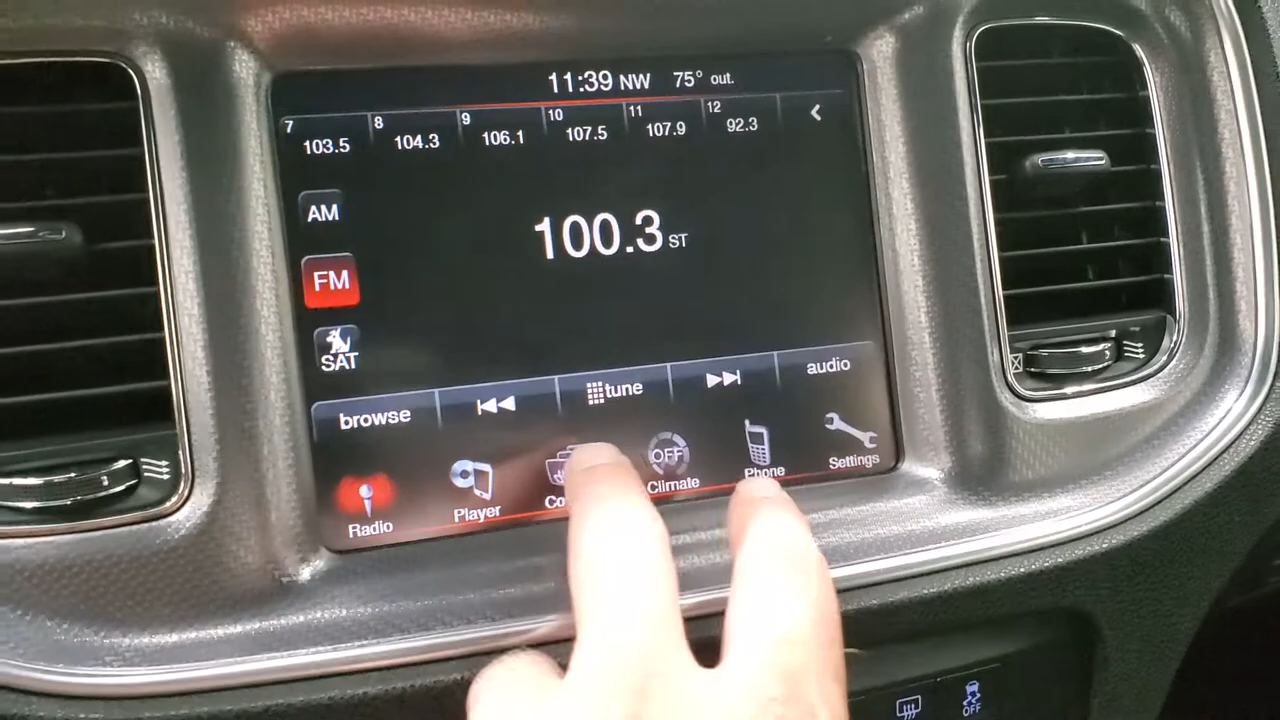 11:39 NW 75° out.
7 103.5 8 104.3 9 106.1 10 107.5 11 107.9 12 92.3
AM
100.3 ST
FM
SAT
browse tune audio
Radio Player Co OFF Climate Phone Settings
OFF